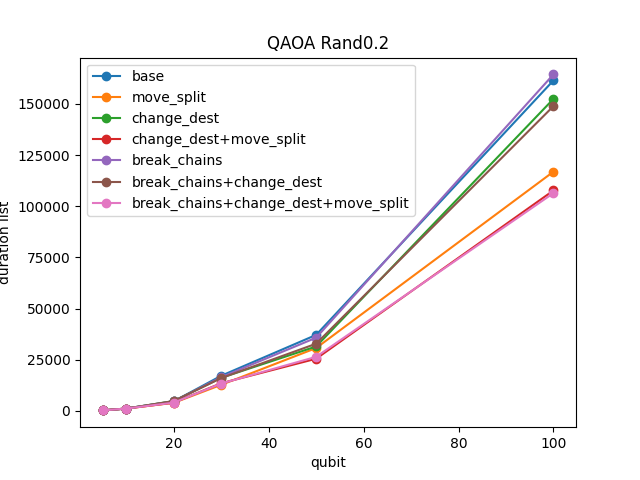 QAOA Rand0.2
base
move_split
change_dest
change_dest+move_split
break_chains
break_chains+change_dest
break_chains+change_dest+move_split
150000
125000
100000
75000
50000
25000
0
duration list
20 40 60 80 100
qubit